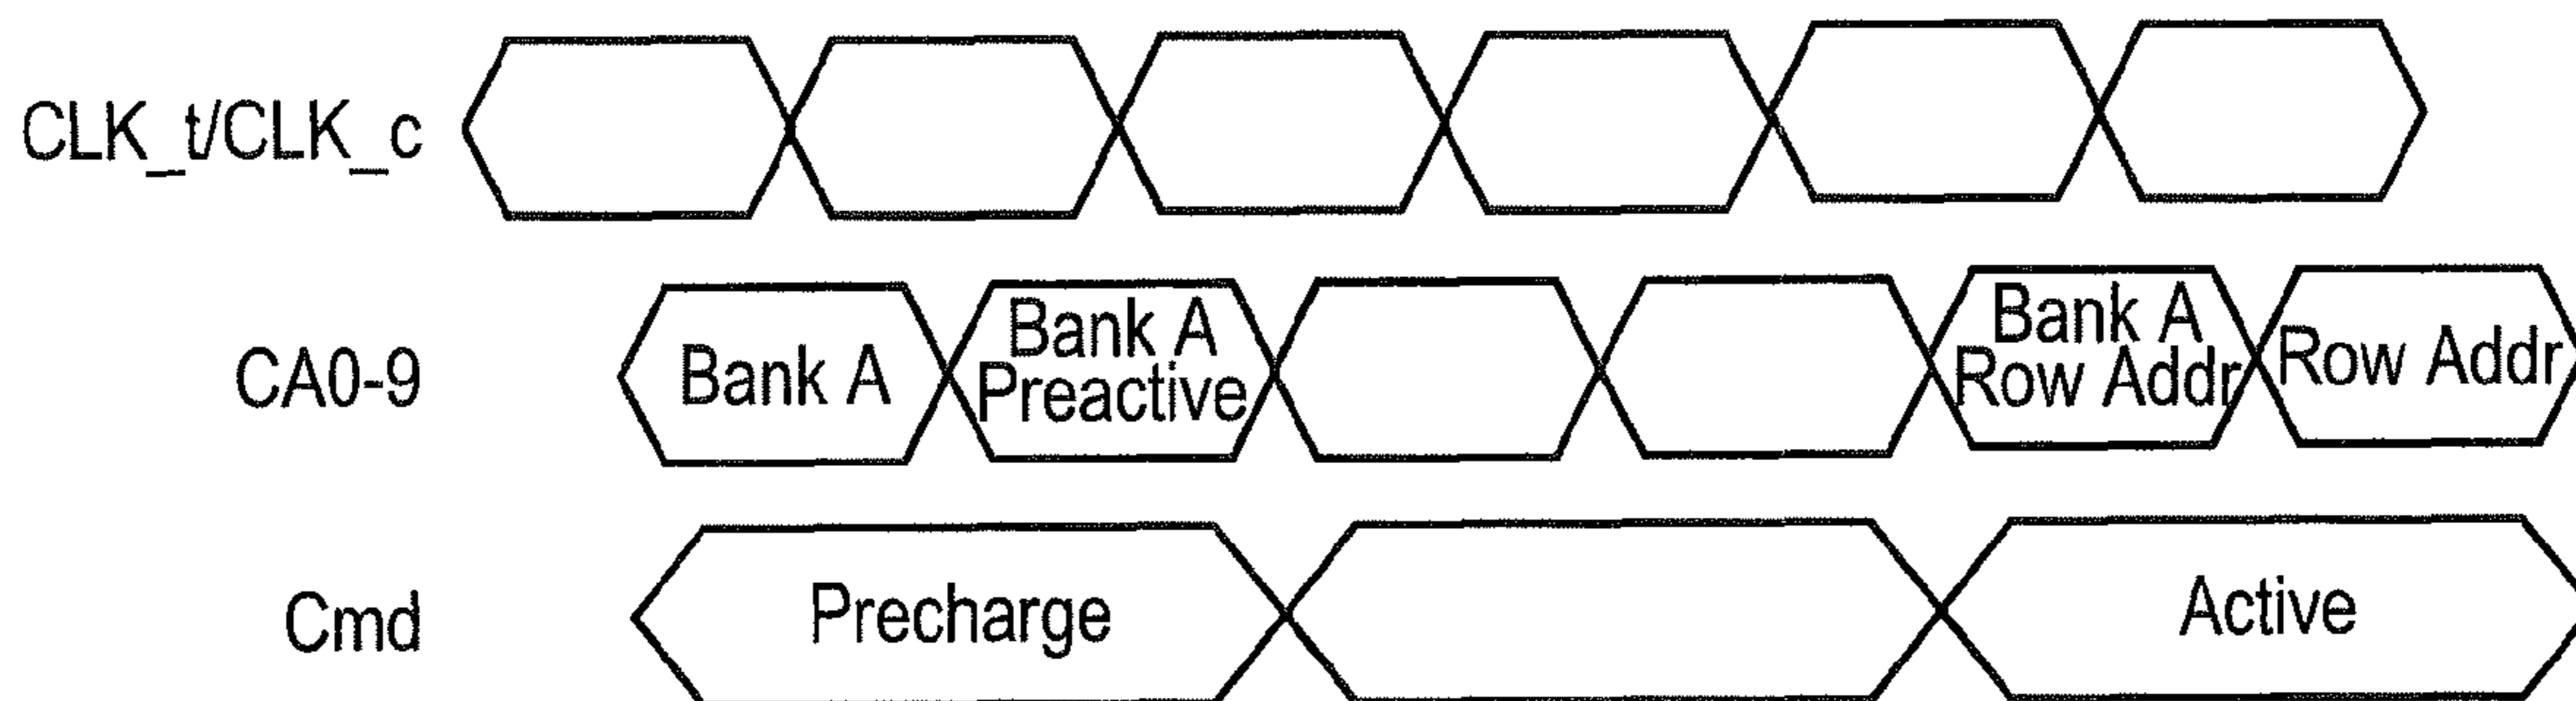 CLK_t/CLK_c
CA0-9
Bank A
Bank A
Preactive
Bank A
Row Addr
Row Addr
Cmd
Precharge
Active